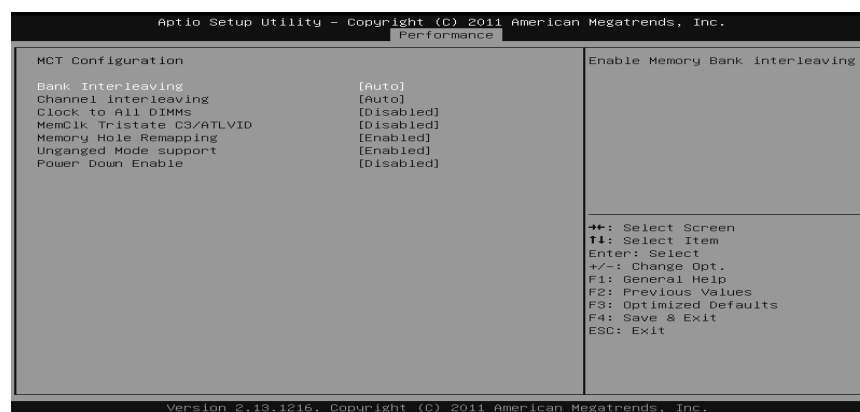 Aptio Setup Utility – Copyright (C) 2011 American Megatrends, Inc.
Performance
MCT Configuration
Bank Interleaving [Auto]
Channel interleaving [Auto]
Clock to All DIMMs [Disabled]
MemClk Tristate C3/ATLVID [Disabled]
Memory Hole Remapping [Enabled]
Unganged Mode support [Enabled]
Power Down Enable [Disabled]
Enable Memory Bank interleaving
→←: Select Screen
↑↓: Select Item
Enter: Select
+/-: Change Opt.
F1: General Help
F2: Previous Values
F3: Optimized Defaults
F4: Save & Exit
ESC: Exit
Version 2.13.1216. Copyright (C) 2011 American Megatrends, Inc.